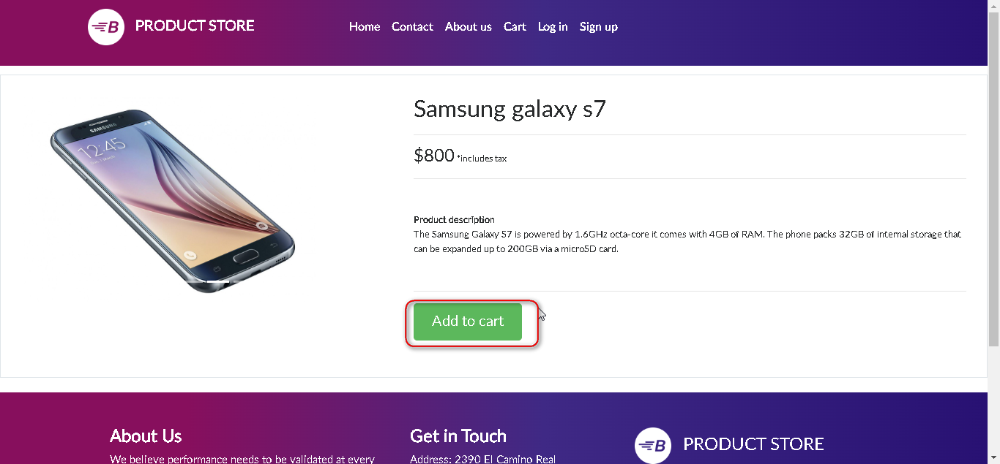 B PRODUCT STORE
Home Contact About us Cart Log in Sign up
Samsung galaxy s7
$800 *includes tax
SAMSUNG
12:45
Product description
The Samsung Galaxy S7 is powered by 1.6GHz octa-core it comes with 4GB of RAM. The phone packs 32GB of internal storage that
can be expanded up to 200GB via a microSD card.
Add to cart
About Us
We believe performance needs to be validated at every
Get in Touch
Address: 2390 El Camino Real
B PRODUCT STORE